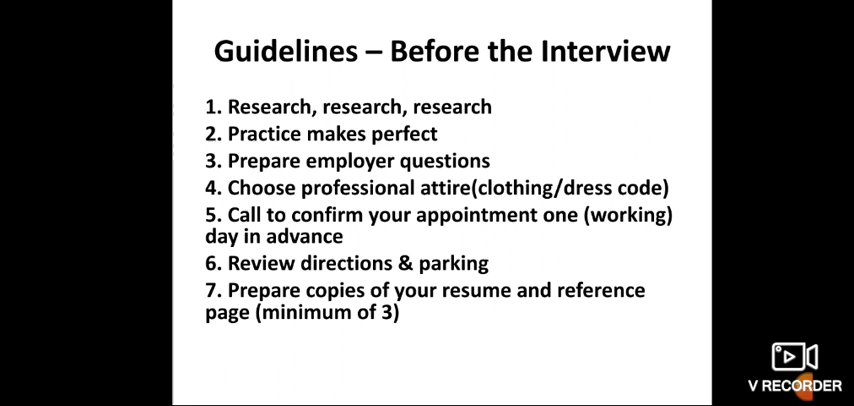 Guidelines – Before the Interview
1. Research, research, research
2. Practice makes perfect
3. Prepare employer questions
4. Choose professional attire(clothing/dress code)
5. Call to confirm your appointment one (working)
day in advance
6. Review directions & parking
7. Prepare copies of your resume and reference
page (minimum of 3)
V RECORDER